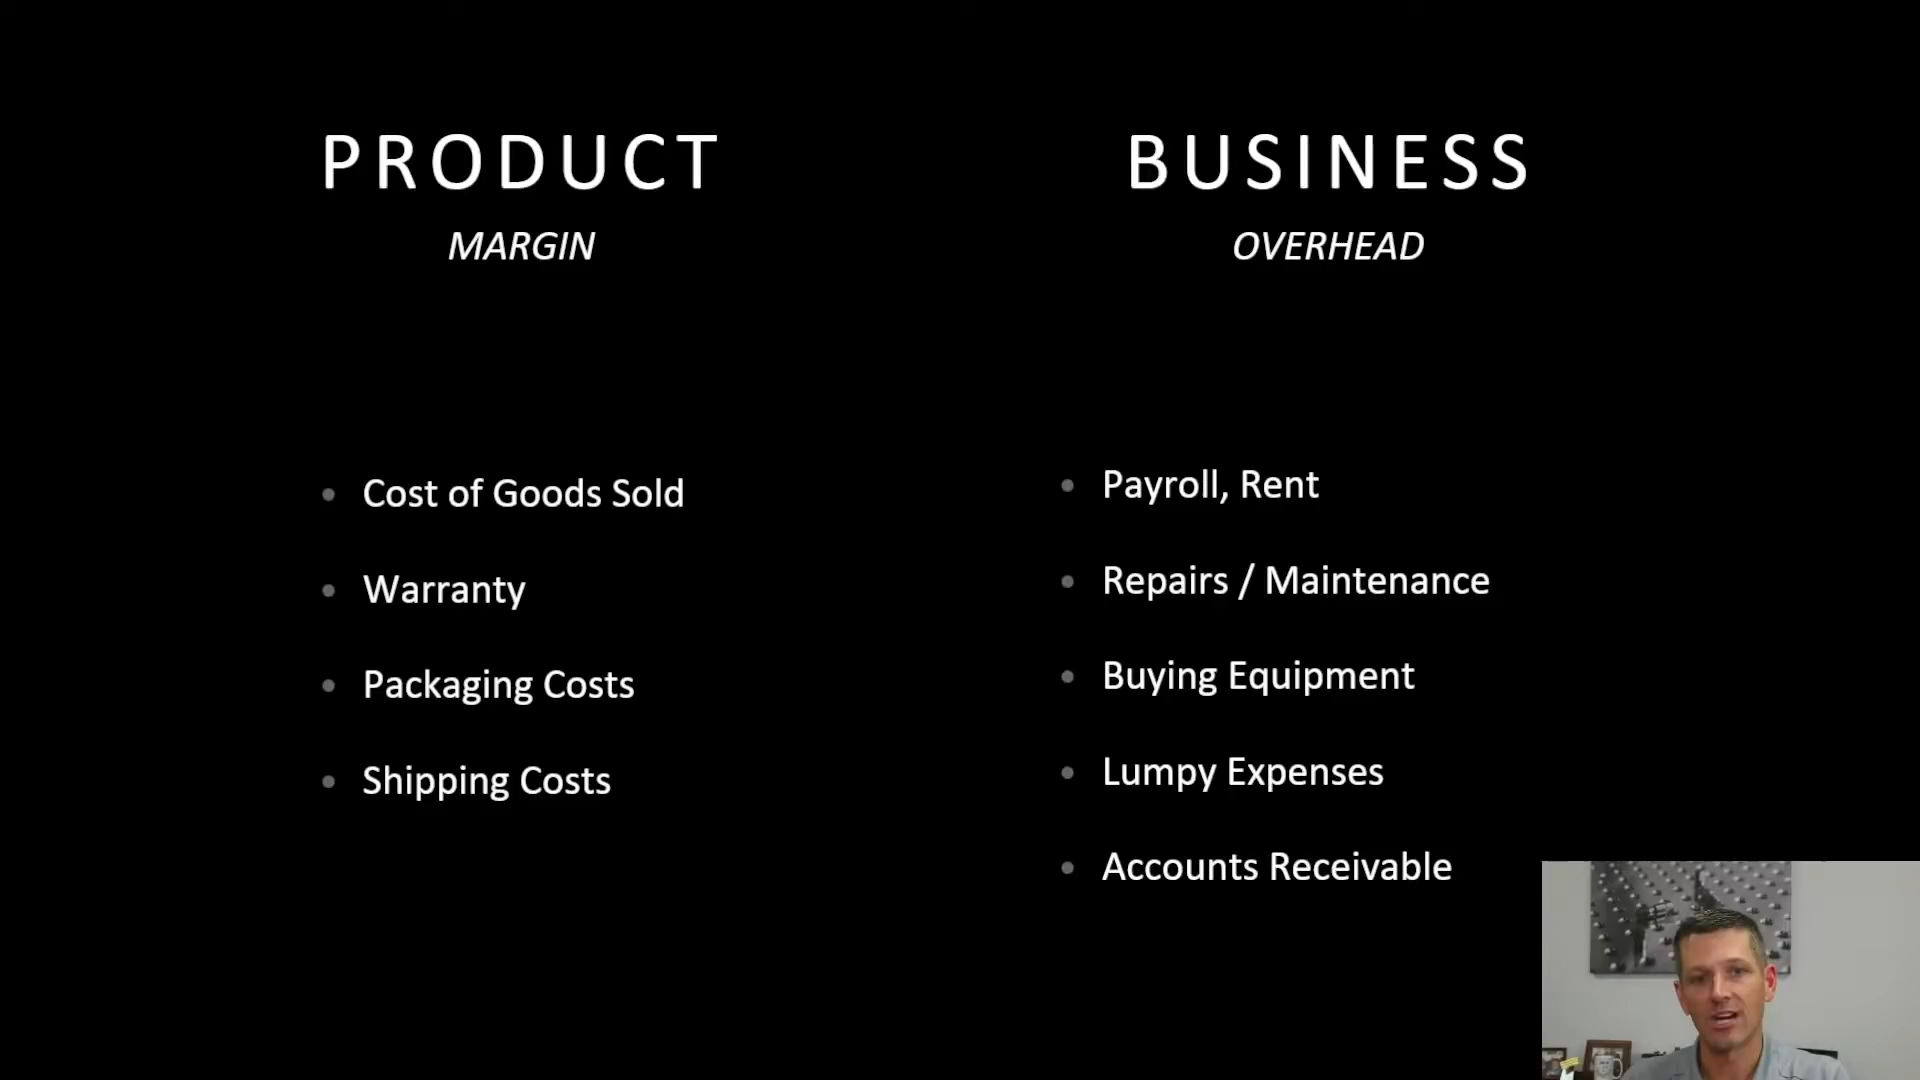 PRODUCT
MARGIN
Cost of Goods Sold
Warranty
Packaging Costs
Shipping Costs
BUSINESS
OVERHEAD
Payroll, Rent
Repairs / Maintenance
Buying Equipment
Lumpy Expenses
Accounts Receivable